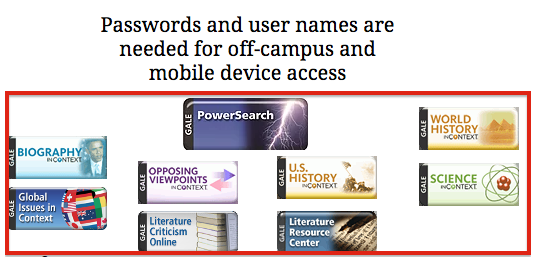 Passwords and user names are
needed for off-campus and
mobile device access
GALE
PowerSearch
GALE
WORLD
HISTORY
IN CONTEXT
GALE
BIOGRAPHY
IN CONTEXT
GALE
OPPOSING
VIEWPOINTS
IN CONTEXT
GALE
U.S.
HISTORY
IN CONTEXT
GALE
SCIENCE
IN CONTEXT
GALE
Global
Issues in
Context
GALE
Literature
Criticism
Online
GALE
Literature
Resource
Center